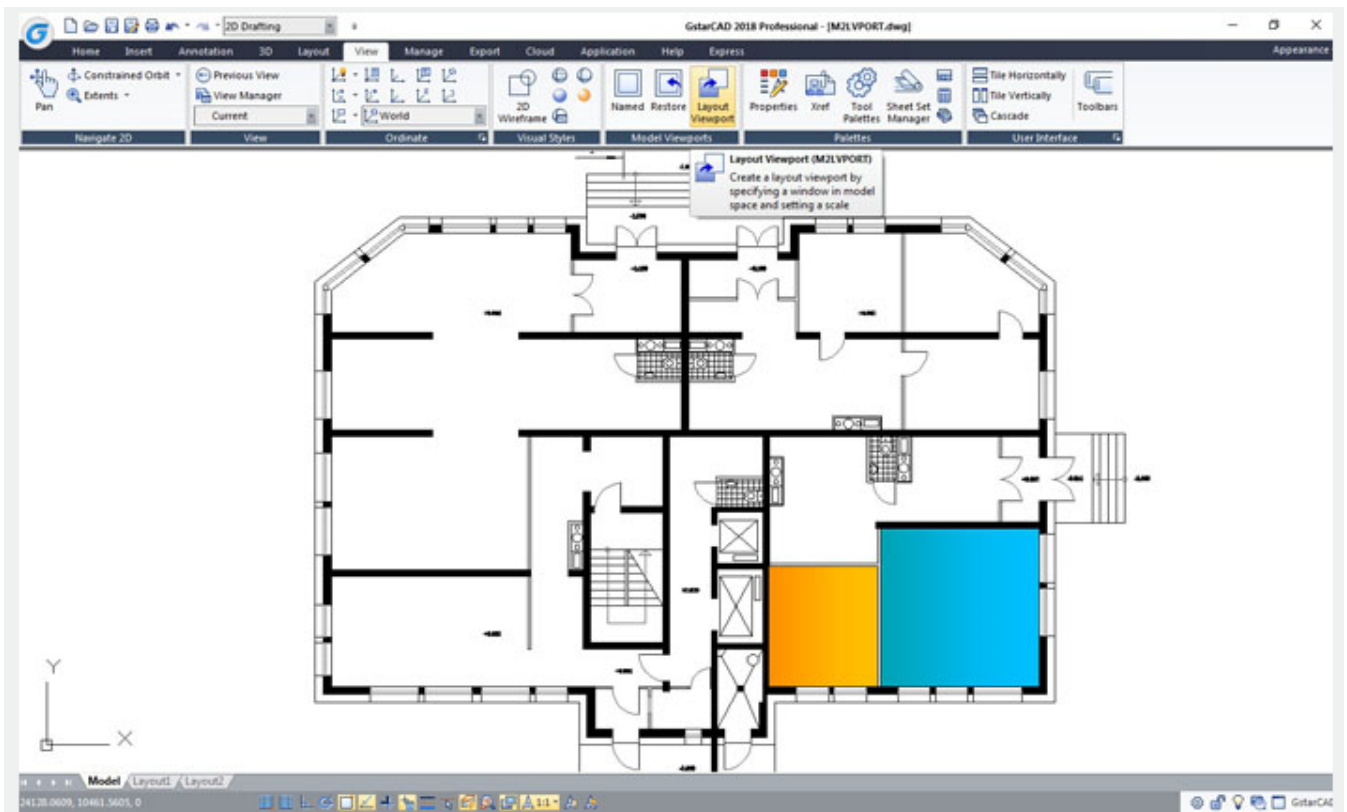 2D Drafting
GstarCAD 2018 Professional - [M2LVPORT.dwg]
Home Insert Annotation 3D Layout View Manage Export Cloud Application Help Express Appearance
Constrained Orbit
Extents
Pan
Navigate 2D
Previous View
View Manager
Current
View
World
Ordinate
2D
Wireframe
Visual Styles
Named Restore Layout
Viewport
Model Viewports
Properties Xref Tool
Palettes Sheet Set
Manager
Palettes
Tile Horizontally
Tile Vertically
Cascade
Toolbars
User Interface
Layout Viewport (M2LVPORT)
Create a layout viewport by
specifying a window in model
space and setting a scale
Y
X
Model Layout1 Layout2
24128.0609, 10461.5605, 0
1:1
GstarCAD